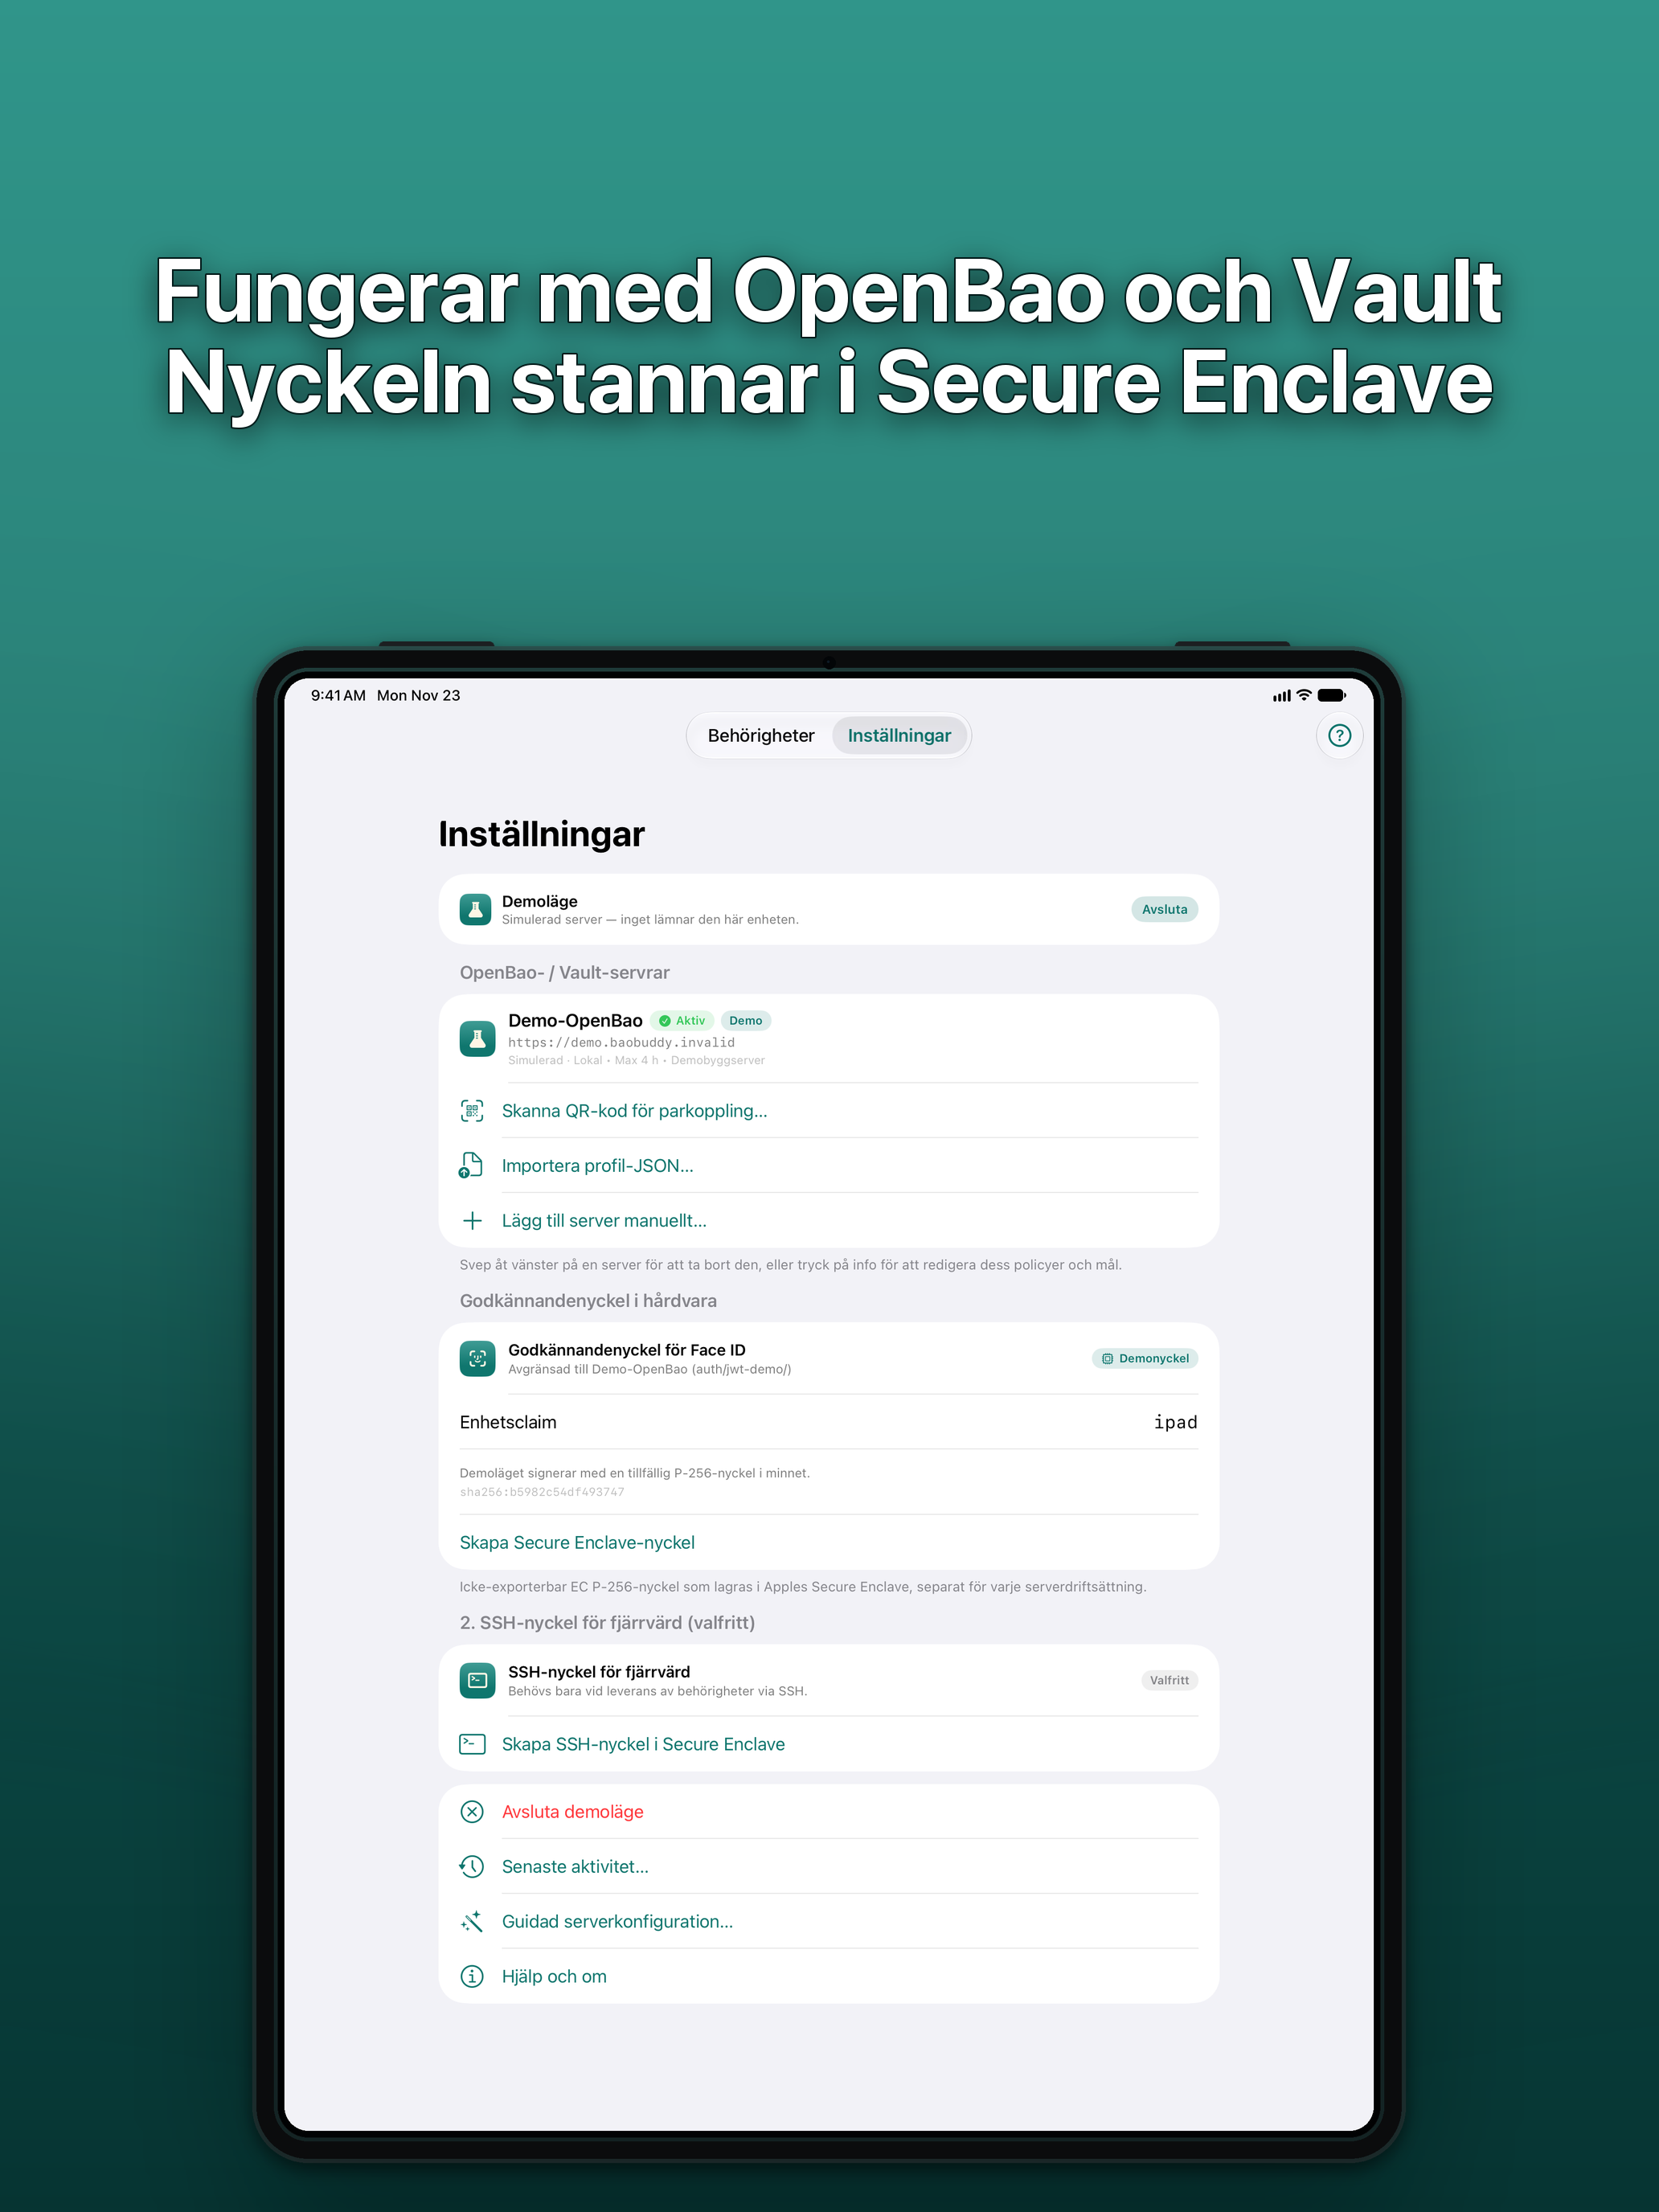 Fungerar med OpenBao och Vault
Nyckeln stannar i Secure Enclave
9:41 AM Mon Nov 23
Behörigheter Inställningar
Inställningar
Demoläge
Simulerad server — inget lämnar den här enheten.
Avsluta
OpenBao- / Vault-servrar
Demo-OpenBao Aktiv Demo
https://demo.baobuddy.invalid
Simulerad · Lokal • Max 4 h • Demobyggserver
Skanna QR-kod för parkoppling...
Importera profil-JSON...
Lägg till server manuellt...
Svep åt vänster på en server för att ta bort den, eller tryck på info för att redigera dess policyer och mål.
Godkännandenyckel i hårdvara
Godkännandenyckel för Face ID
Avgränsad till Demo-OpenBao (auth/jwt-demo/)
Demonyckel
Enhetsclaim ipad
Demoläget signerar med en tillfällig P-256-nyckel i minnet.
sha256:b5982c54df493747
Skapa Secure Enclave-nyckel
Icke-exporterbar EC P-256-nyckel som lagras i Apples Secure Enclave, separat för varje serverdriftsättning.
2. SSH-nyckel för fjärrvärd (valfritt)
SSH-nyckel för fjärrvärd
Behövs bara vid leverans av behörigheter via SSH.
Valfritt
Skapa SSH-nyckel i Secure Enclave
Avsluta demoläge
Senaste aktivitet...
Guidad serverkonfiguration...
Hjälp och om